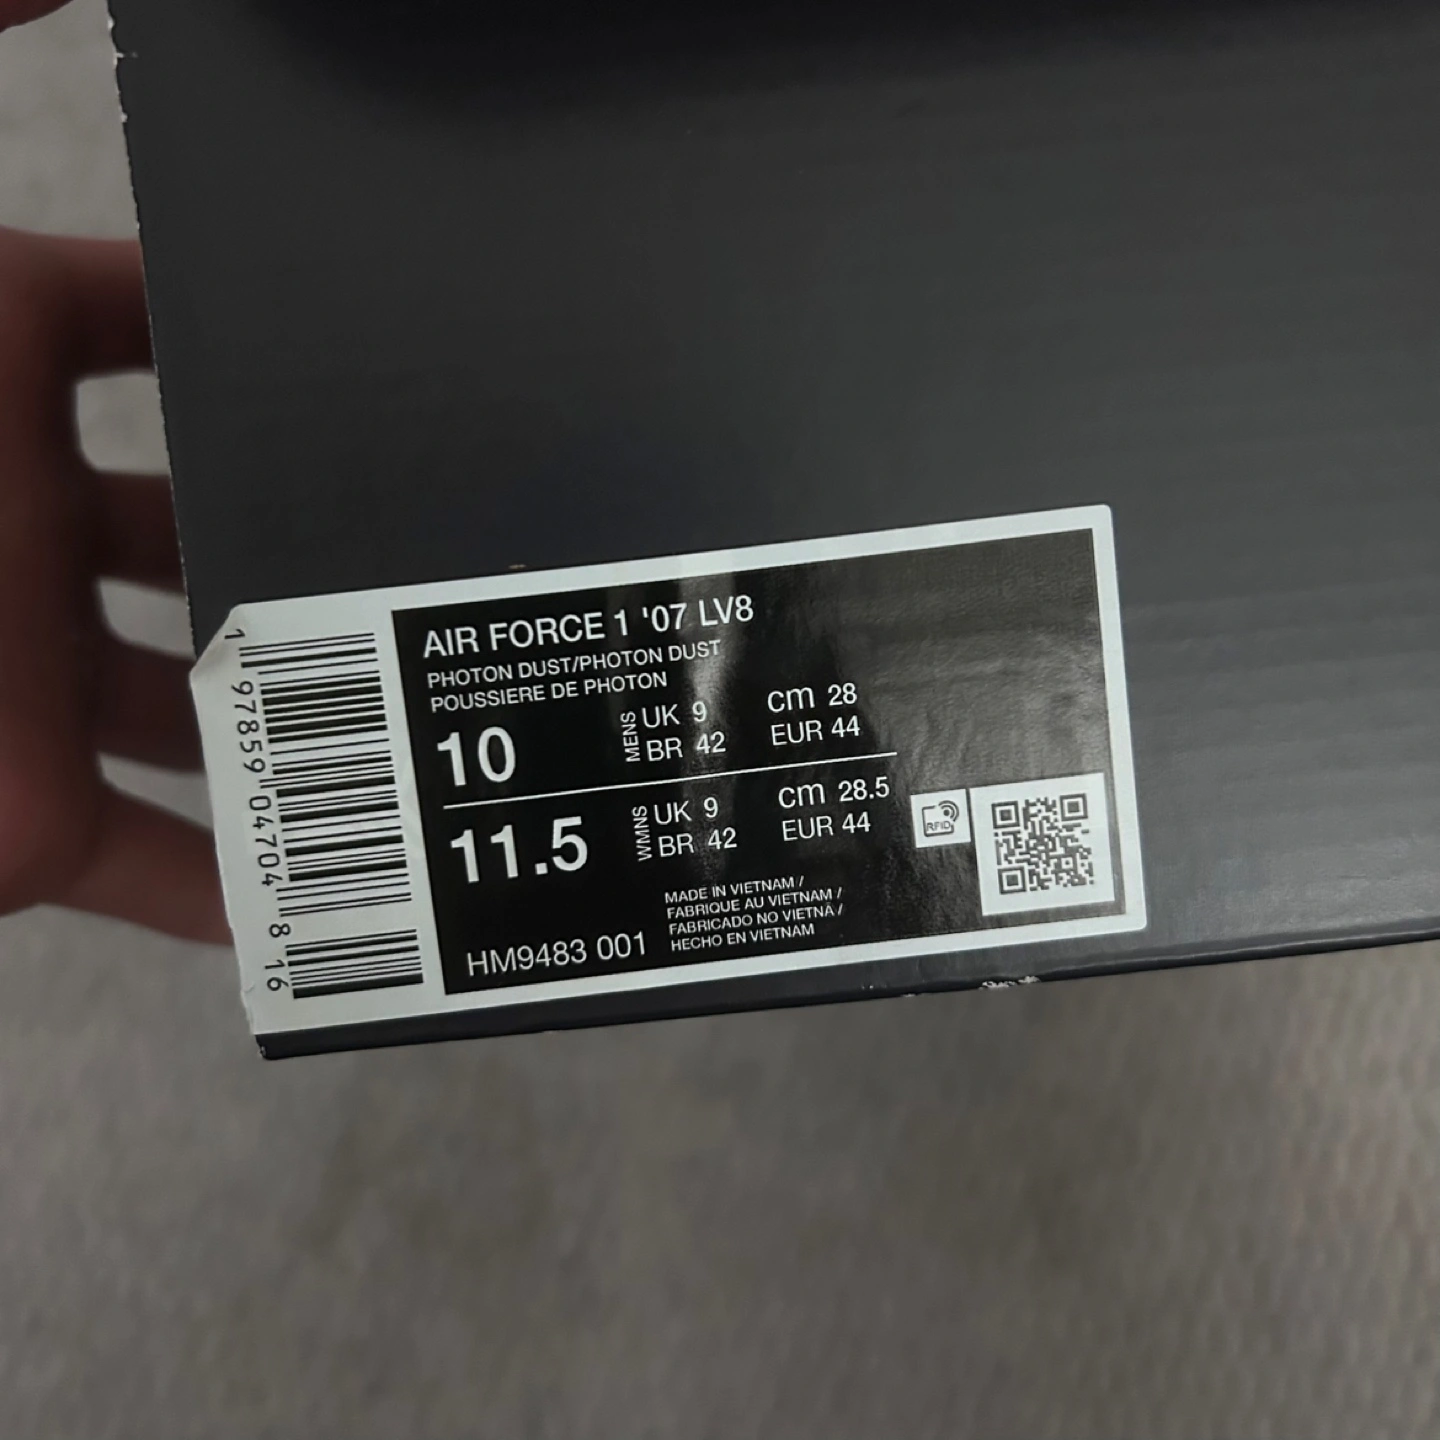 AIR FORCE 1 '07 LV8
PHOTON DUST/PHOTON DUST
POUSSIERE DE PHOTON
10 MENS UK 9 cm 28
BR 42 EUR 44
11.5 WMNS UK 9 cm 28.5
BR 42 EUR 44
RFID
MADE IN VIETNAM /
FABRIQUE AU VIETNAM /
FABRICADO NO VIETNÃ /
HECHO EN VIETNAM
HM9483 001
1 97859 04704 8 16